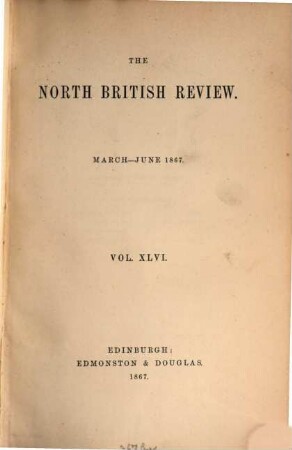 THE
NORTH BRITISH REVIEW.
MARCH—JUNE 1867.
VOL. XLVI.
EDINBURGH:
EDMONSTON & DOUGLAS.
1867.